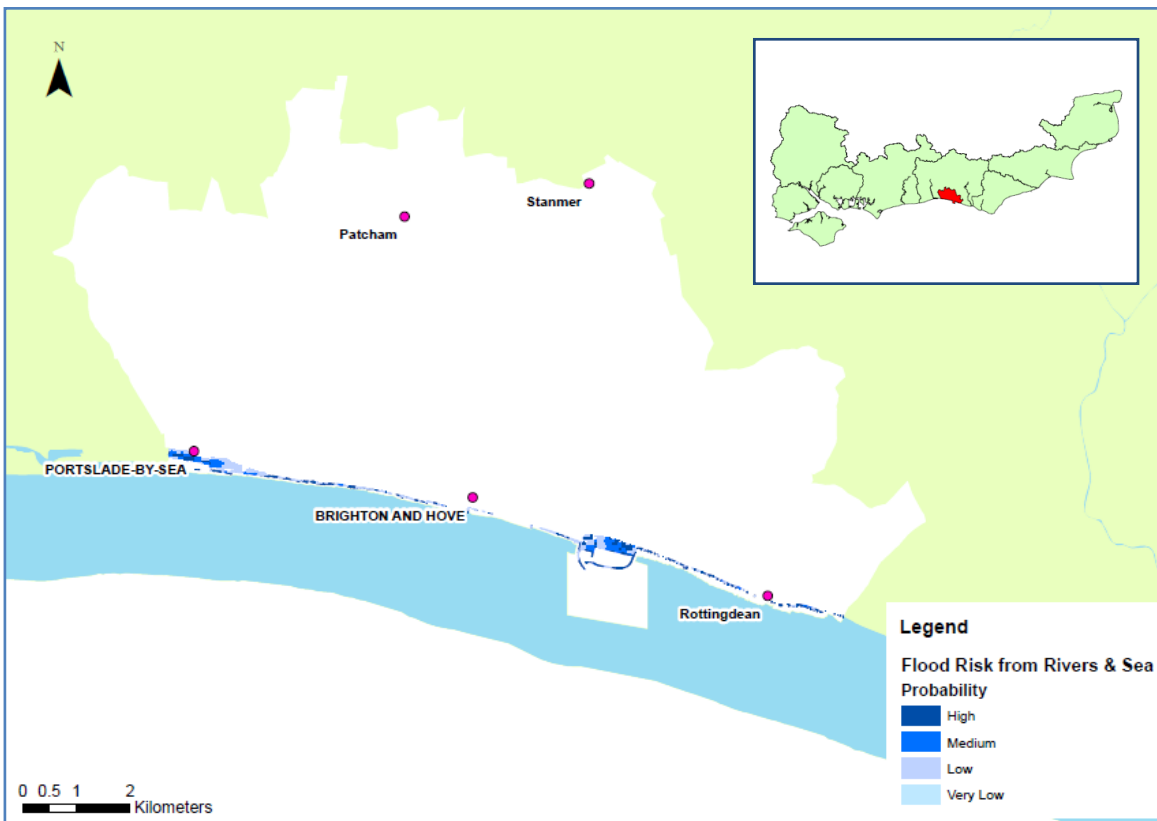 N
Stanmer
Patcham
PORTSLADE-BY-SEA
BRIGHTON AND HOVE
Rottingdean
Legend
Flood Risk from Rivers & Sea
Probability
High
Medium
Low
Very Low
0 0.5 1 2
Kilometers